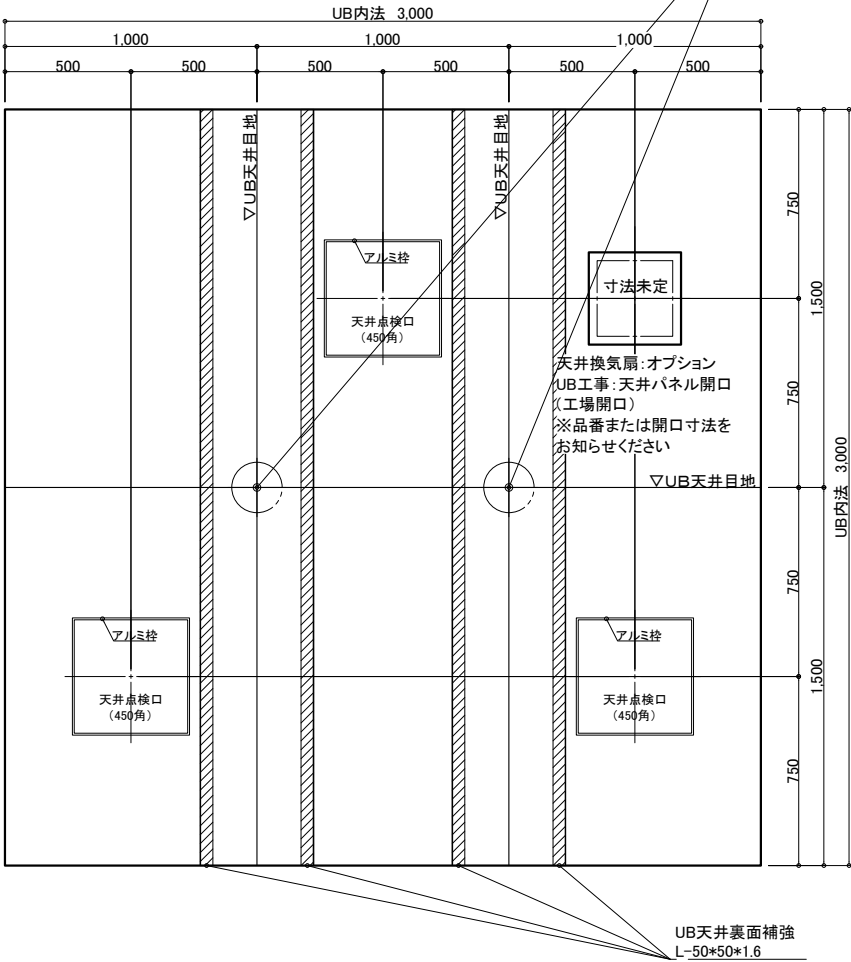 UB内法 3,000
1,000
1,000
1,000
500
500
500
500
500
500
▽UB天井目地
▽UB天井目地
アルミ枠
天井点検口
(450角)
寸法未定
天井換気扇:オプション
UB工事:天井パネル開口
(工場開口)
※品番または開口寸法を
お知らせください
▽UB天井目地
アルミ枠
天井点検口
(450角)
アルミ枠
天井点検口
(450角)
750
750
750
750
1,500
1,500
UB内法 3,000
UB天井裏面補強
L-50*50*1.6